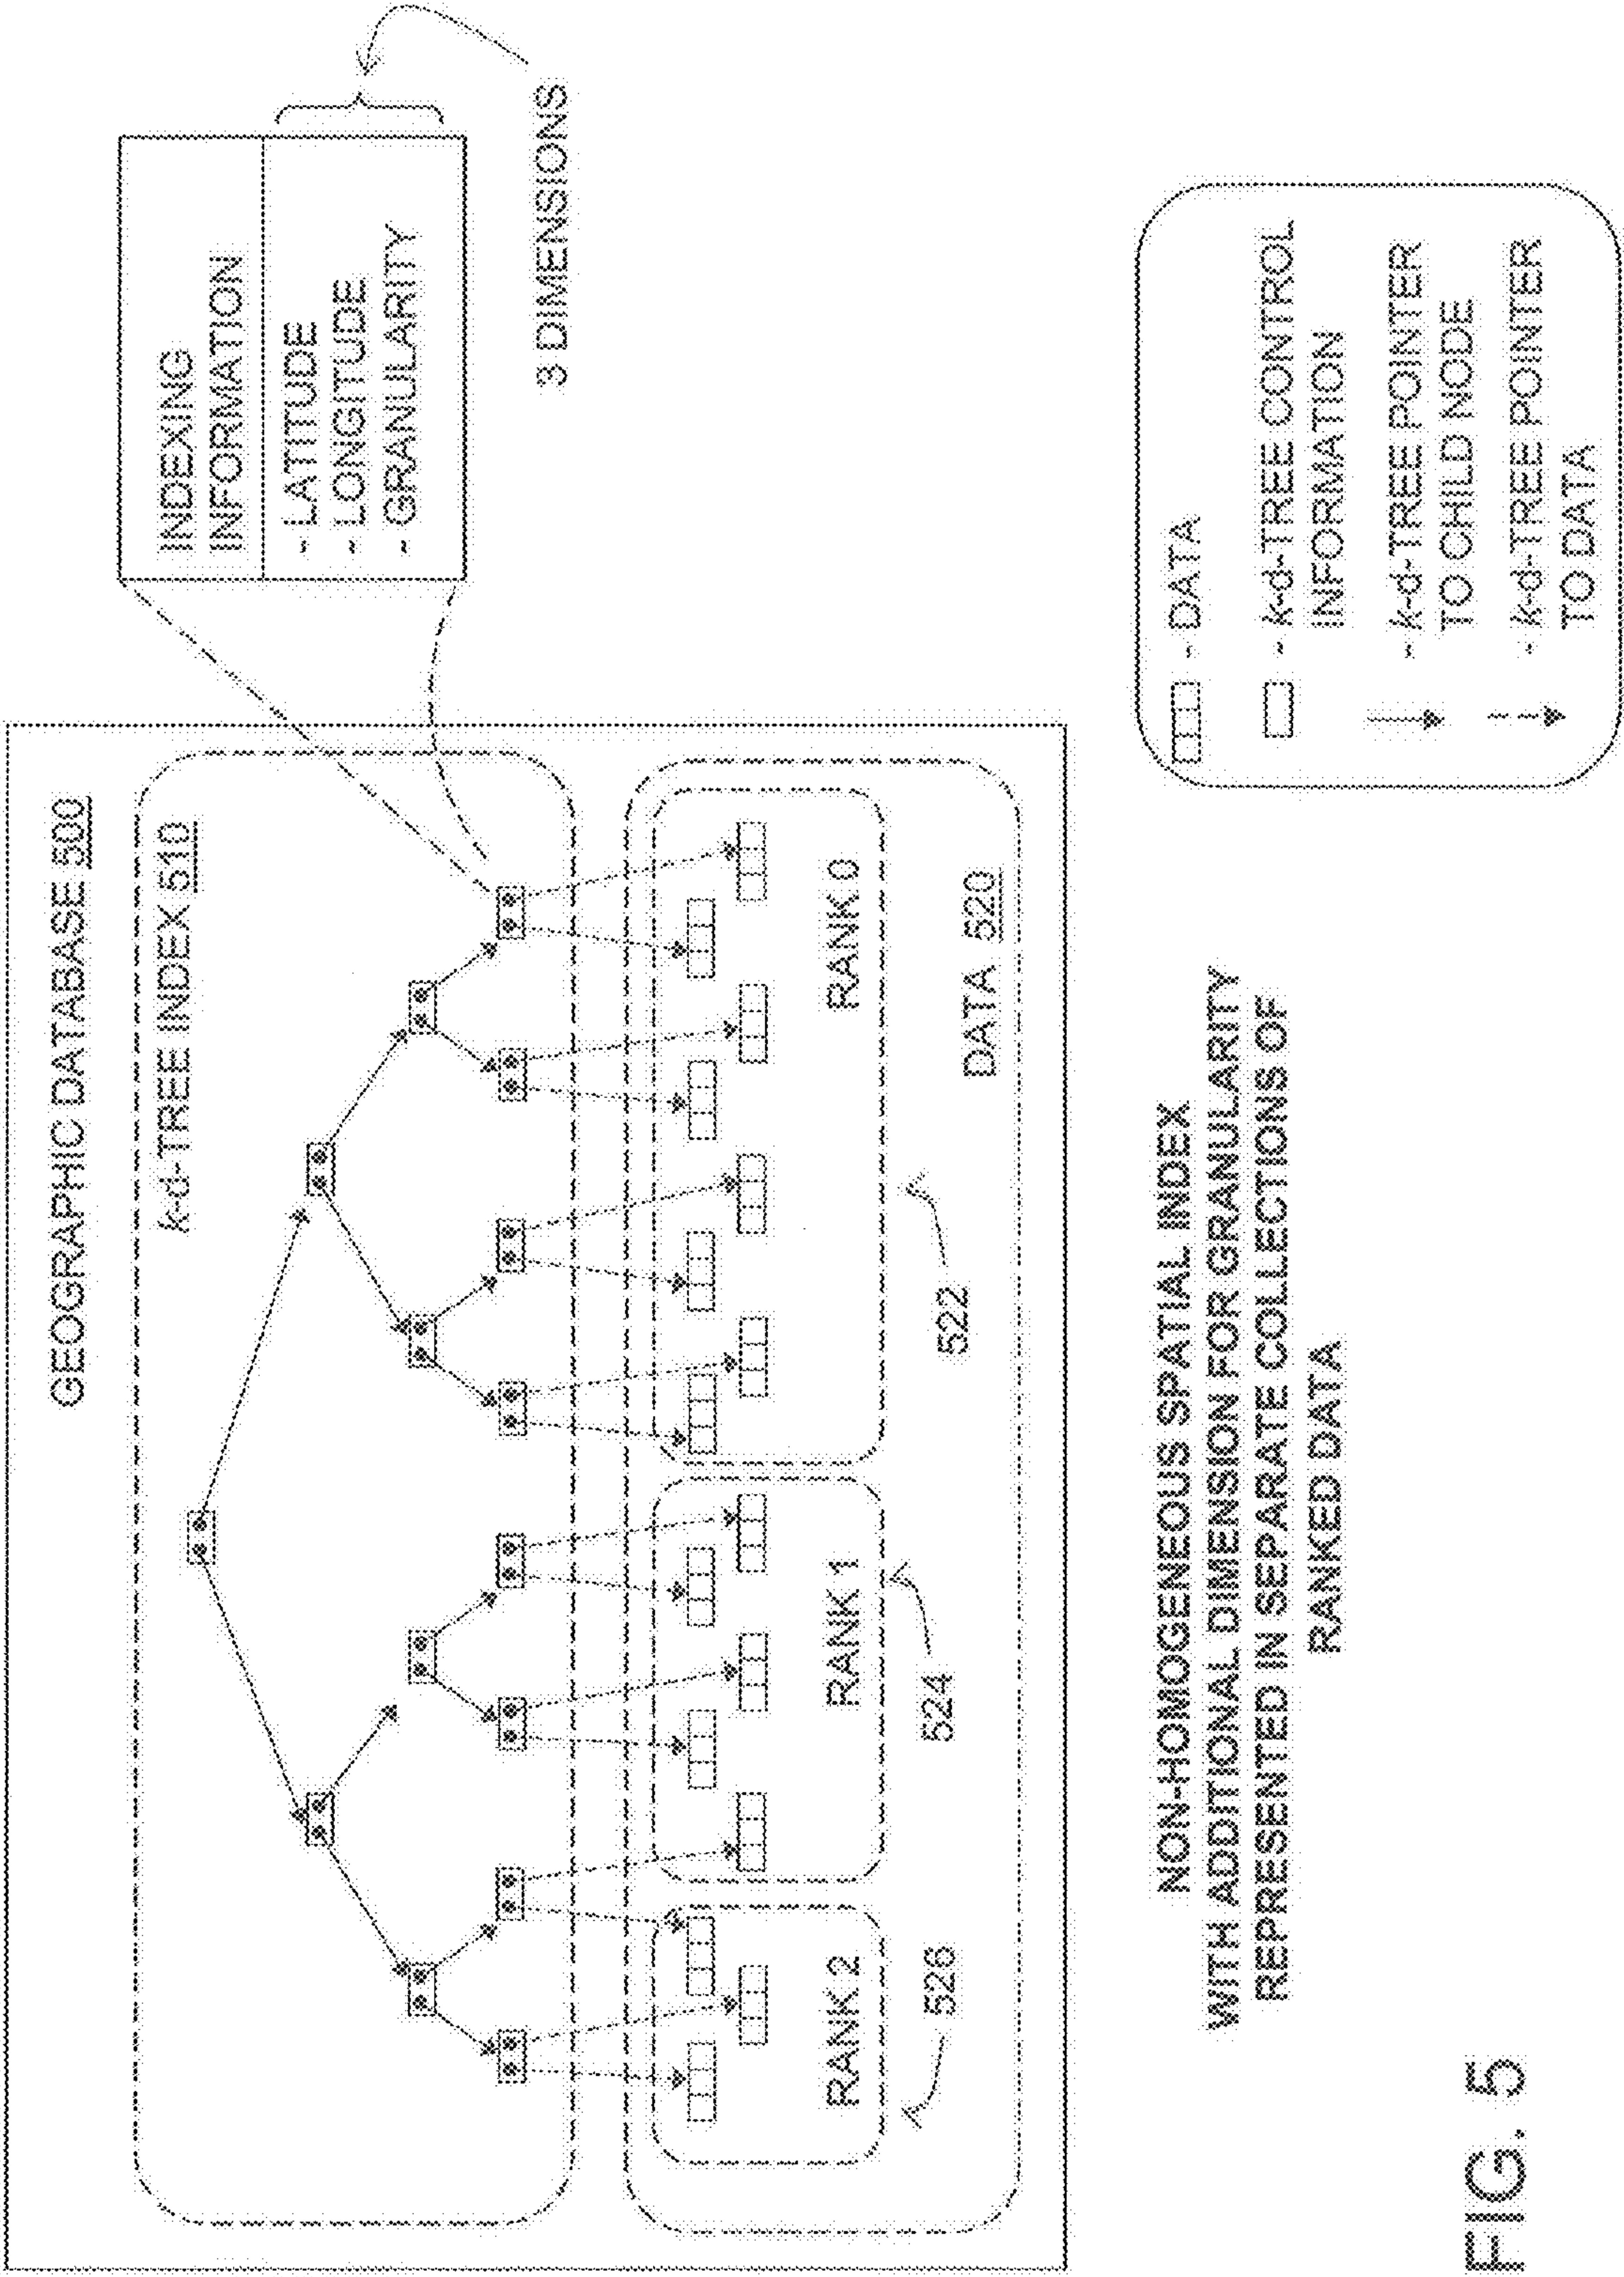 GEOGRAPHIC DATABASE 500
k-d-TREE INDEX 510
INDEXING
INFORMATION
- LATITUDE
- LONGITUDE
- GRANULARITY
3 DIMENSIONS
RANK 2
RANK 1
RANK 0
526
524
522
DATA 520
- DATA
- k-d-TREE CONTROL
INFORMATION
- k-d-TREE POINTER
TO CHILD NODE
- k-d-TREE POINTER
TO DATA
NON-HOMOGENEOUS SPATIAL INDEX
WITH ADDITIONAL DIMENSION FOR GRANULARITY
REPRESENTED IN SEPARATE COLLECTIONS OF
RANKED DATA
FIG. 5